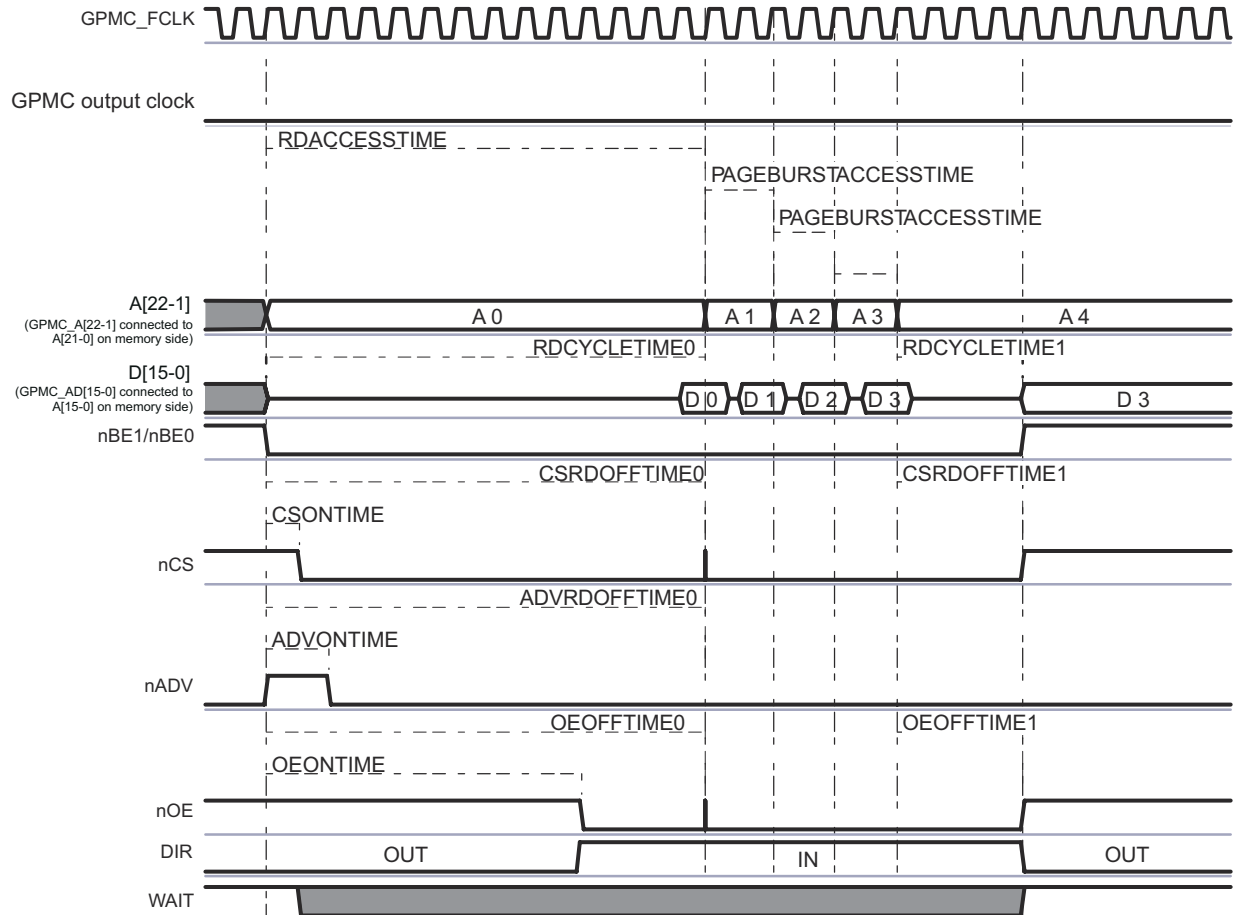 GPMC_FCLK
GPMC output clock
RDACCESSTIME
PAGEBURSTACCESSTIME
PAGEBURSTACCESSTIME
A[22-1]
(GPMC_A[22-1] connected to
A[21-0] on memory side)
A 0
A 1
A 2
A 3
A 4
RDCYCLETIME0
RDCYCLETIME1
D[15-0]
(GPMC_AD[15-0] connected to
A[15-0] on memory side)
D 0
D 1
D 2
D 3
D 3
nBE1/nBE0
CSRDOFFTIME0
CSRDOFFTIME1
CSONTIME
nCS
ADVRDOFFTIME0
ADVONTIME
nADV
OEOFFTIME0
OEOFFTIME1
OEONTIME
nOE
DIR
OUT
IN
OUT
WAIT